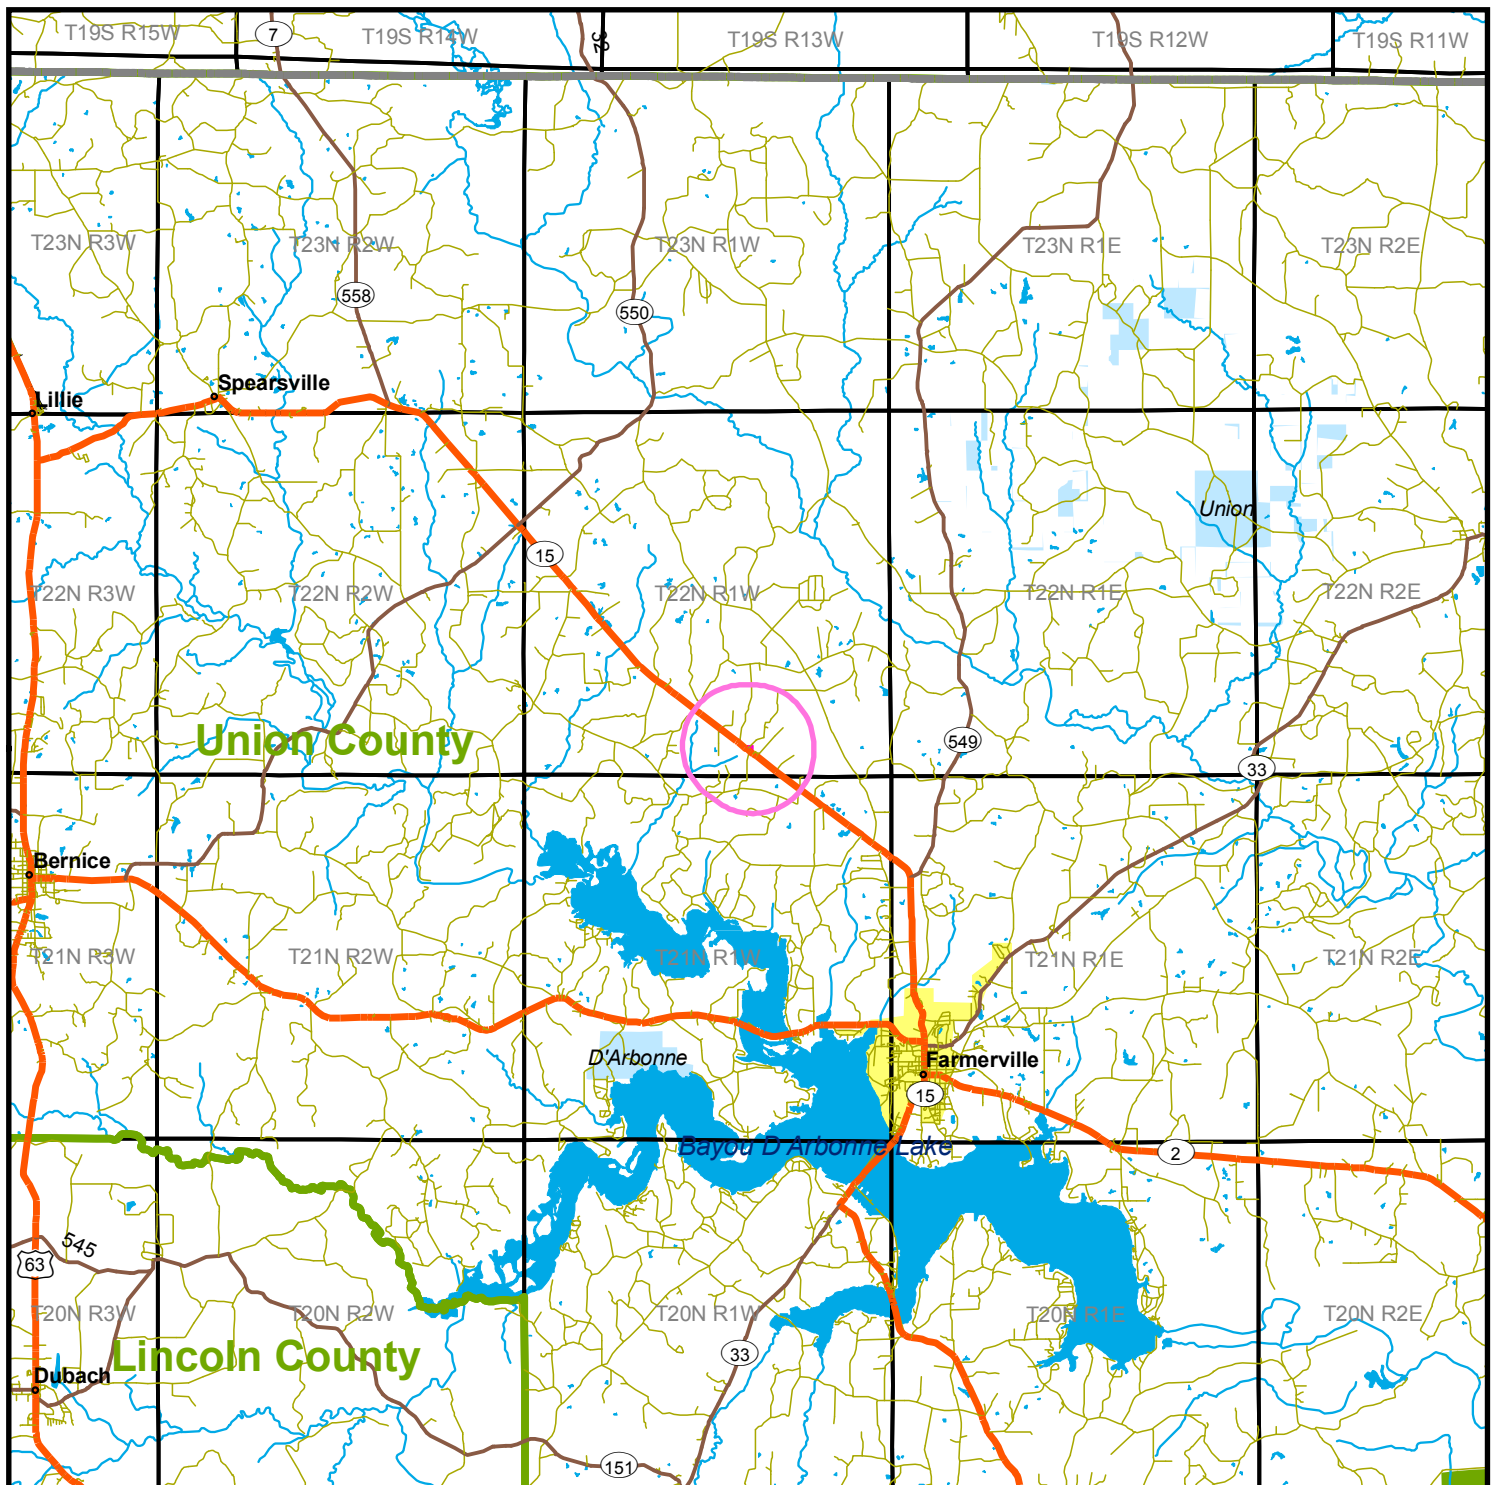 T19S R15W
7
T19S R14W
32
T19S R13W
T19S R12W
T19S R11W
T23N R3W
T23N R2W
T23N R1W
T23N R1E
T23N R2E
558
550
Spearsville
Lillie
Union
15
T22N R3W
T22N R2W
T22N R1W
T22N R1E
T22N R2E
Union County
549
33
Bernice
T21N R3W
T21N R2W
T21N R1W
T21N R1E
T21N R2E
D'Arbonne
Farmerville
15
Bayou D Arbonne Lake
2
545
63
T20N R3W
T20N R2W
T20N R1W
T20N R1E
T20N R2E
Lincoln County
33
Dubach
151